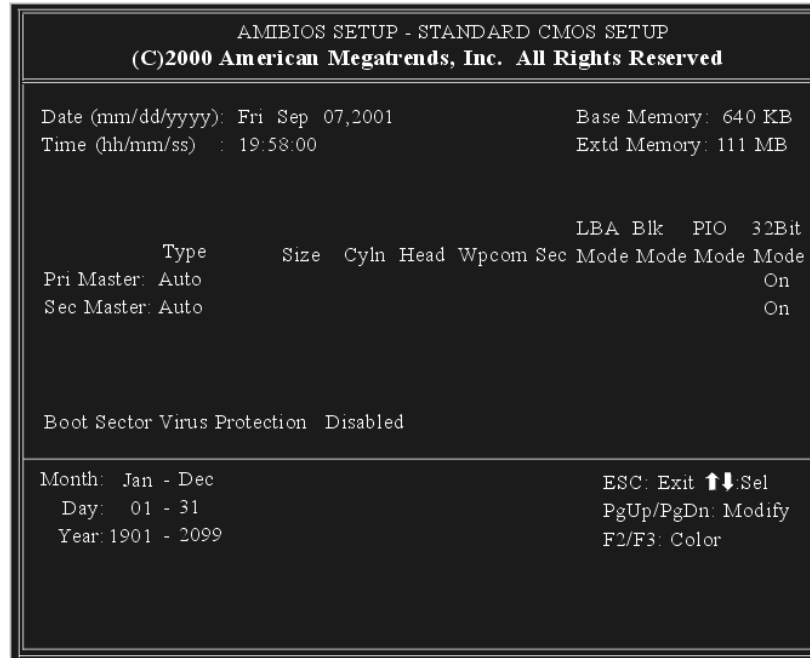 AMIBIOS SETUP - STANDARD CMOS SETUP
(C)2000 American Megatrends, Inc. All Rights Reserved
Date (mm/dd/yyyy): Fri Sep 07,2001 Base Memory: 640 KB
Time (hh/mm/ss) : 19:58:00 Extd Memory: 111 MB
LBA Blk PIO 32Bit
Type Size Cyln Head Wpcom Sec Mode Mode Mode Mode
Pri Master: Auto On
Sec Master: Auto On
Boot Sector Virus Protection Disabled
Month: Jan - Dec ESC: Exit ⬆⬇:Sel
Day: 01 - 31 PgUp/PgDn: Modify
Year: 1901 - 2099 F2/F3: Color